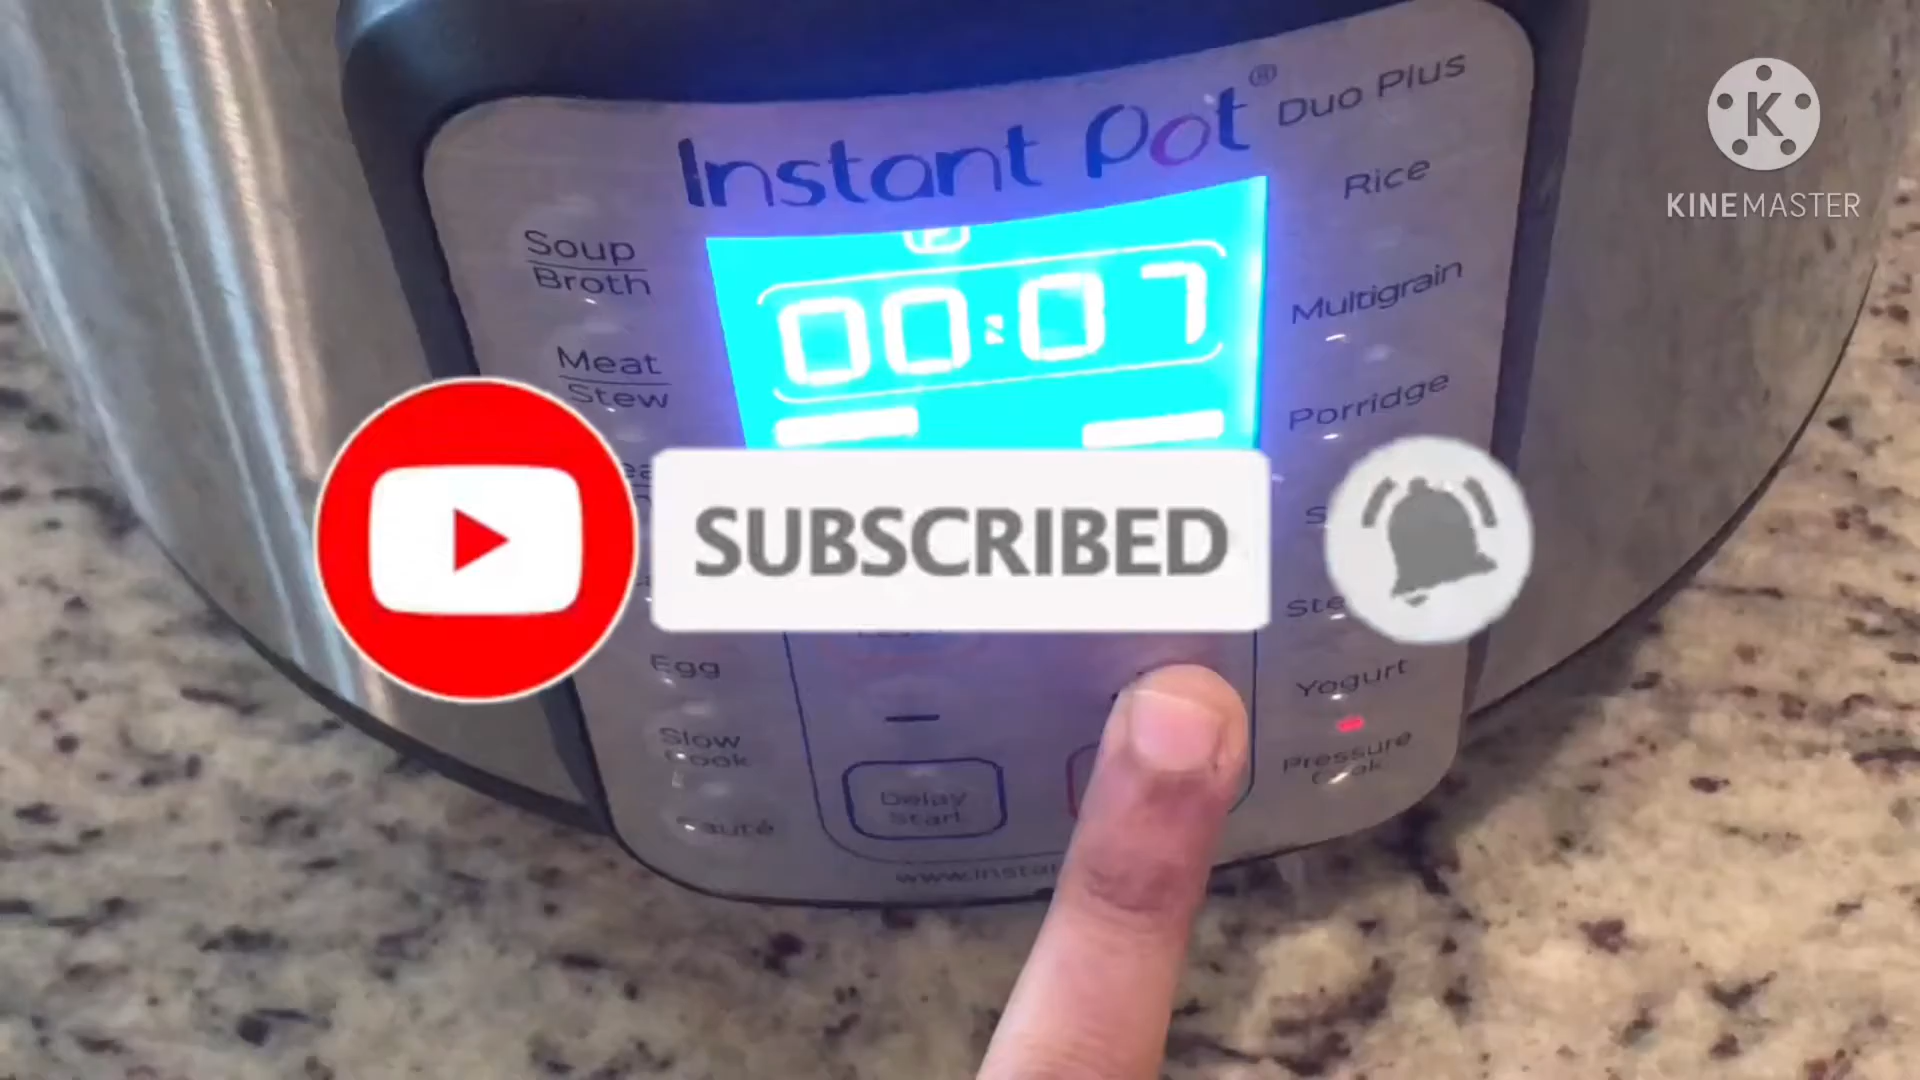 Instant Pot® Duo Plus
Rice
Soup
Broth
00:07
Multigrain
Meat
Stew
Porridge
SUBSCRIBED
Egg
Yogurt
Slow
Cook
Pressure
Cook
Delay
Start
Sauté
K
KINEMASTER